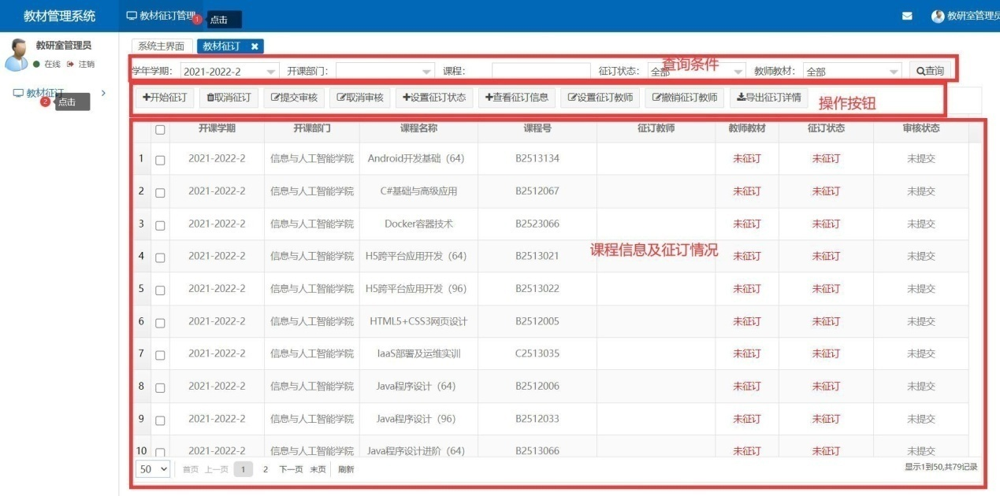 教材管理系统 教材征订管理 1 点击 教研室管理员
教研室管理员
在线 注销
教材征订
2 点击
系统主界面 教材征订 ✖
学年学期: 2021-2022-2 开课部门: 课程: 征订状态: 全部 教师教材: 全部 查询
查询条件
开始征订 取消征订 提交审核 取消审核 设置征订状态 查看征订信息 设置征订教师 撤销征订教师 导出征订详情
操作按钮
开课学期 开课部门 课程名称 课程号 征订教师 教师教材 征订状态 审核状态
1 2021-2022-2 信息与人工智能学院 Android开发基础（64） B2513134 未征订 未征订 未提交
2 2021-2022-2 信息与人工智能学院 C#基础与高级应用 B2512067 未征订 未征订 未提交
3 2021-2022-2 信息与人工智能学院 Docker容器技术 B2523066 未征订 未征订 未提交
课程信息及征订情况
4 2021-2022-2 信息与人工智能学院 H5跨平台应用开发（64） B2513021 未征订 未征订 未提交
5 2021-2022-2 信息与人工智能学院 H5跨平台应用开发（96） B2513022 未征订 未征订 未提交
6 2021-2022-2 信息与人工智能学院 HTML5+CSS3网页设计 B2512005 未征订 未征订 未提交
7 2021-2022-2 信息与人工智能学院 IaaS部署及运维实训 C2513035 未征订 未征订 未提交
8 2021-2022-2 信息与人工智能学院 Java程序设计（64） B2512006 未征订 未征订 未提交
9 2021-2022-2 信息与人工智能学院 Java程序设计（96） B2512033 未征订 未征订 未提交
10 2021-2022-2 信息与人工智能学院 Java程序设计进阶（64） B2513066 未征订 未征订 未提交
50 首页 上一页 1 2 下一页 末页 刷新 显示1到50,共79记录